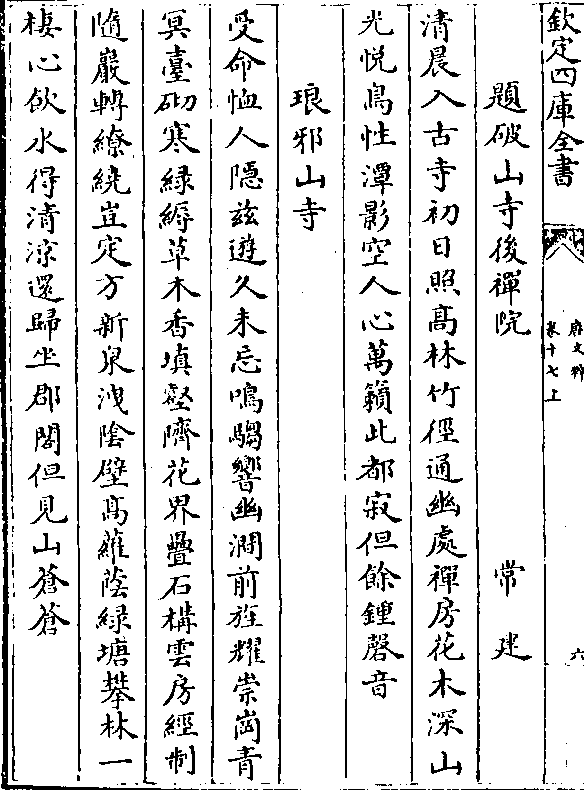 欽定四庫全書
唐文粹
卷十七上
六
題破山寺後禪院
常建
清晨入古寺初日照髙林竹徑通幽處禪房花木深山
光悦鳥性潭影空人心萬籟此都寂但餘鍾磬音
琅邪山寺
受命恤人隱兹遊久未忘鳴騶響幽澗前旌耀崇岡青
冥臺砌寒緑縟草木香填壑隮花界疊石構雲房經制
隨巖轉繚繞豈定方新泉洩陰壁髙蘿蔭緑塘攀林一
棲心飲水得清涼還歸坐郡閣但見山蒼蒼